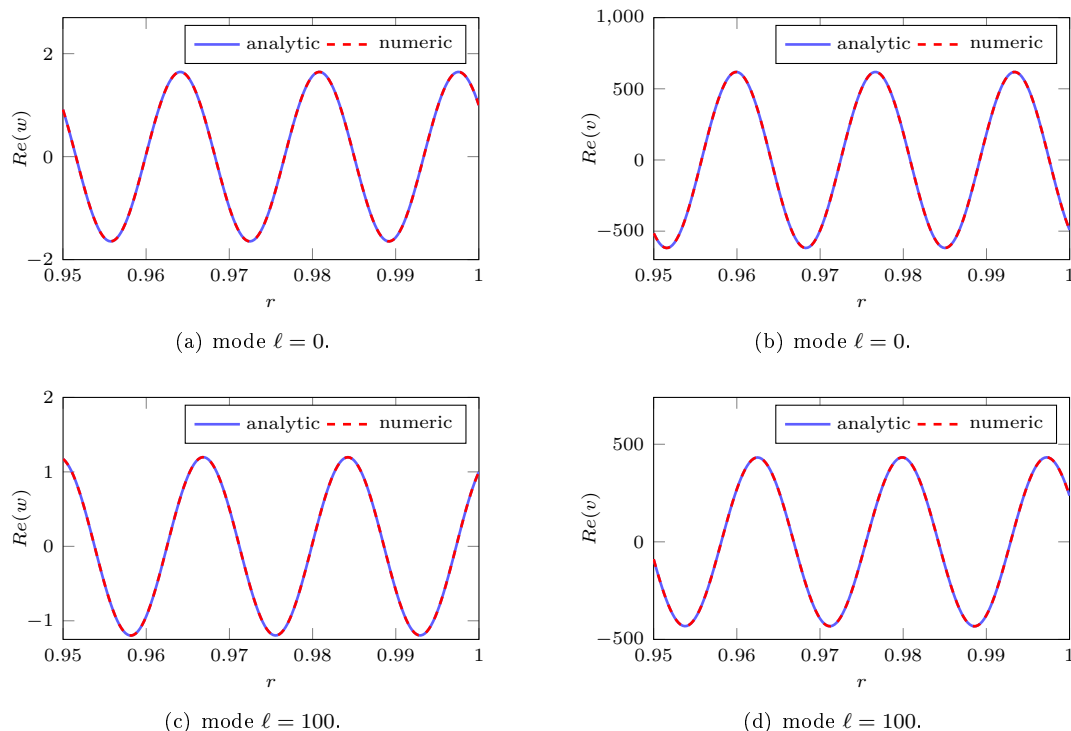 analytic numeric
2
0
−2
Re(w)
0.95 0.96 0.97 0.98 0.99 1
r
(a) mode ℓ = 0.
analytic numeric
1,000
500
0
−500
Re(v)
0.95 0.96 0.97 0.98 0.99 1
r
(b) mode ℓ = 0.
analytic numeric
2
1
0
−1
Re(w)
0.95 0.96 0.97 0.98 0.99 1
r
(c) mode ℓ = 100.
analytic numeric
500
0
−500
Re(v)
0.95 0.96 0.97 0.98 0.99 1
r
(d) mode ℓ = 100.